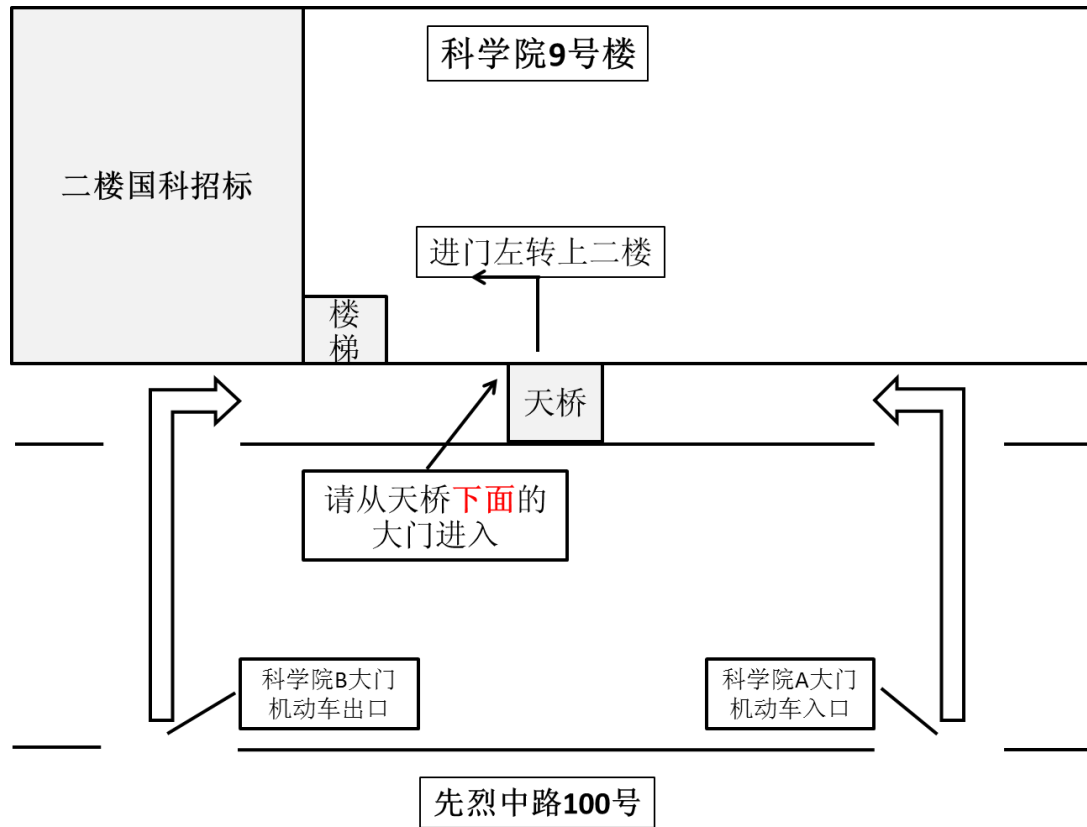 科学院9号楼
二楼国科招标
进门左转上二楼
楼
梯
天桥
请从天桥下面的
大门进入
科学院B大门
机动车出口
科学院A大门
机动车入口
先烈中路100号